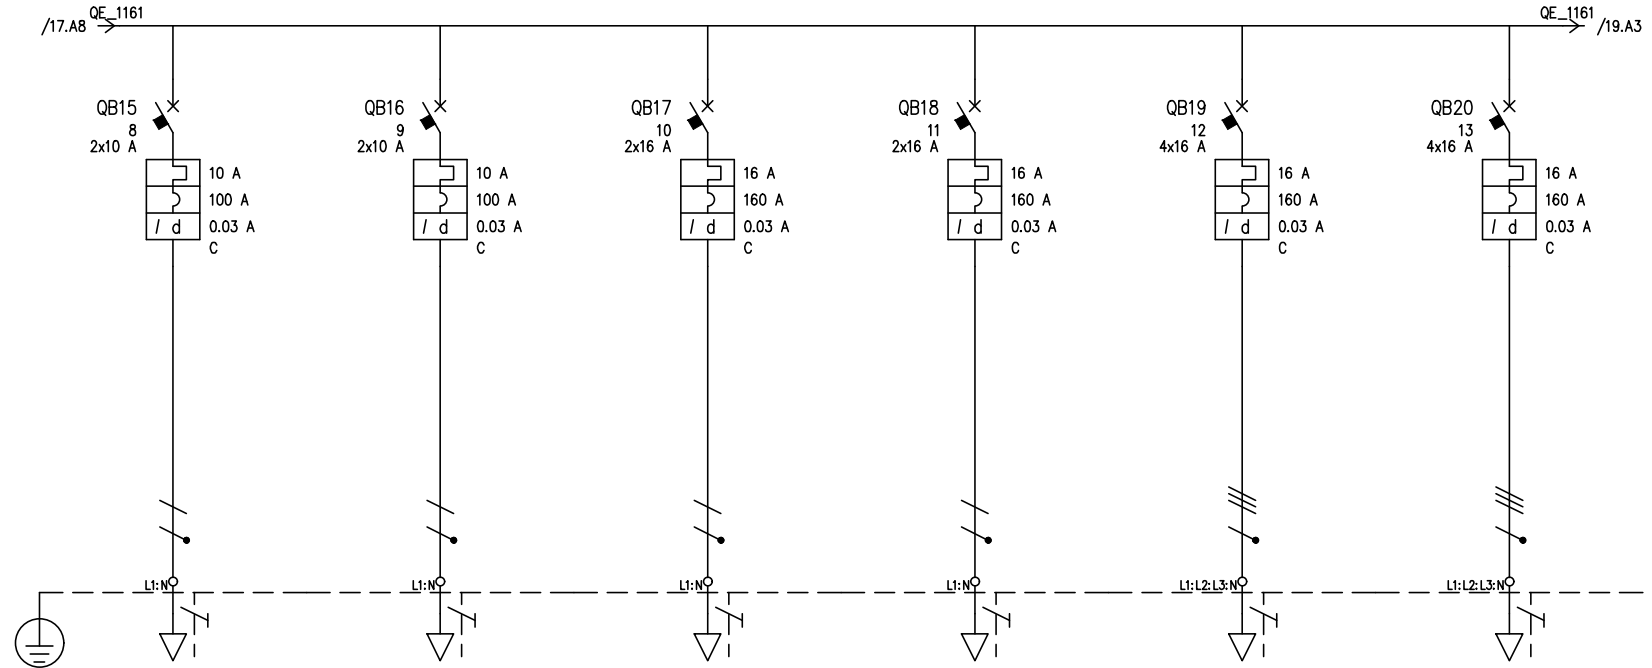 QE_1161 QE_1161
/17.A8 /19.A3
QB15 QB16 QB17 QB18 QB19 QB20
8 9 10 11 12 13
2x10 A 2x10 A 2x16 A 2x16 A 4x16 A 4x16 A
10 A 10 A 16 A 16 A 16 A 16 A
100 A 100 A 160 A 160 A 160 A 160 A
I d 0.03 A I d 0.03 A I d 0.03 A I d 0.03 A I d 0.03 A I d 0.03 A
C C C C C C
L1:N L1:N L1:N L1:N L1:L2:L3:N L1:L2:L3:N